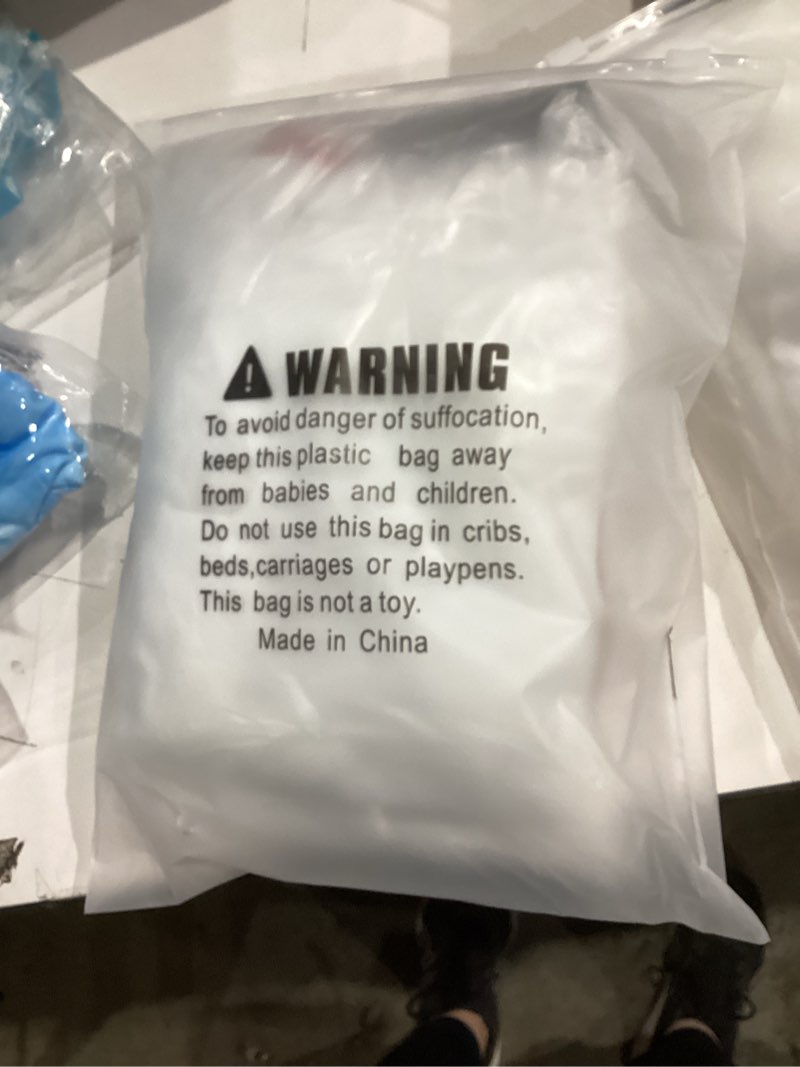 WARNING
To avoid danger of suffocation,
keep this plastic bag away
from babies and children.
Do not use this bag in cribs,
beds,carriages or playpens.
This bag is not a toy.
Made in China